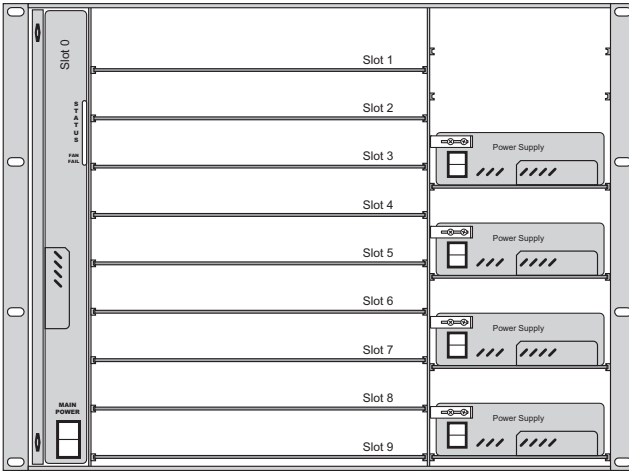 Slot 0
STATUS
FAN
FAIL
MAIN
POWER
Slot 1
Slot 2
Slot 3
Slot 4
Slot 5
Slot 6
Slot 7
Slot 8
Slot 9
Power Supply
Power Supply
Power Supply
Power Supply